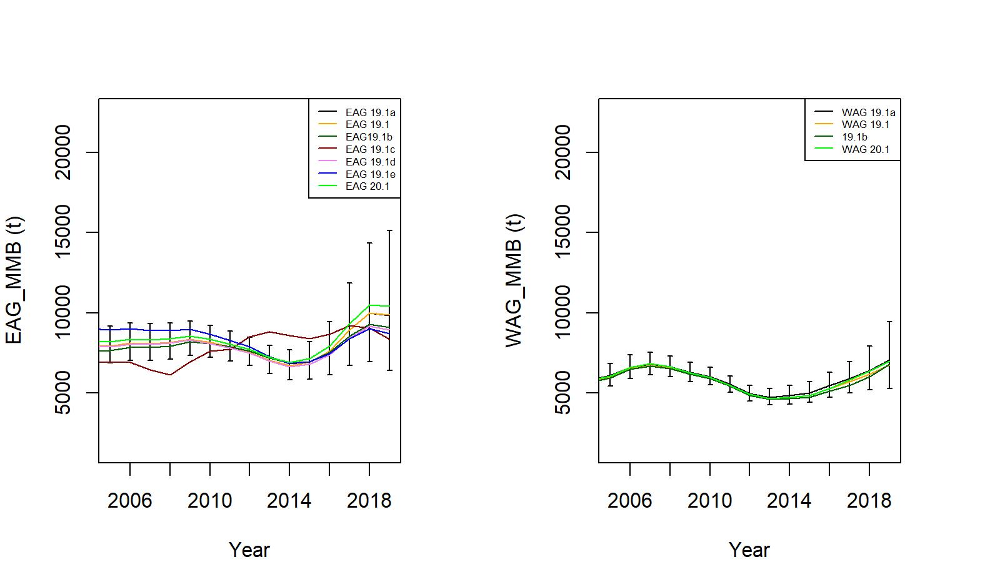 EAG_MMB (t)
20000
15000
10000
5000
EAG 19.1a
EAG 19.1
EAG19.1b
EAG 19.1c
EAG 19.1d
EAG 19.1e
EAG 20.1
2006 2010 2014 2018
Year
WAG_MMB (t)
20000
15000
10000
5000
WAG 19.1a
WAG 19.1
19.1b
WAG 20.1
2006 2010 2014 2018
Year